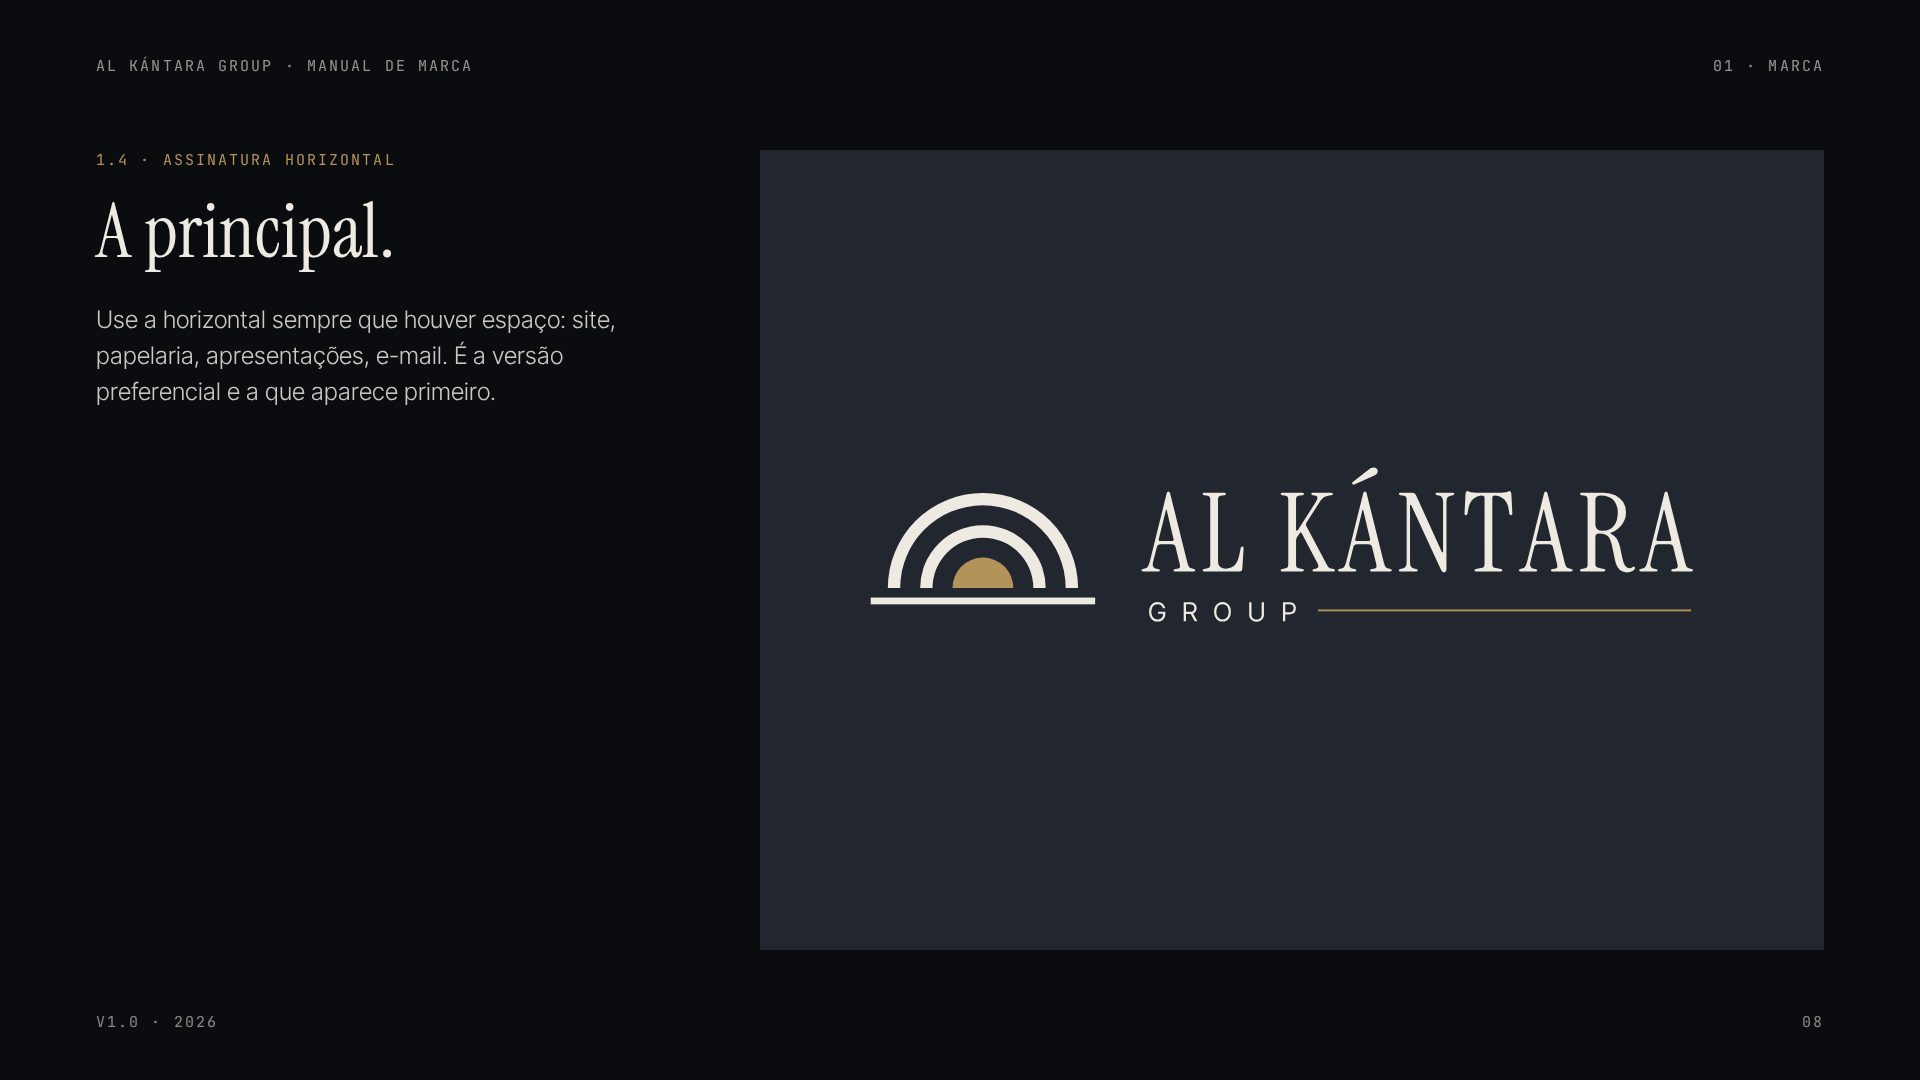 AL KÁNTARA GROUP · MANUAL DE MARCA
01 · MARCA
1.4 · ASSINATURA HORIZONTAL
A principal.
Use a horizontal sempre que houver espaço: site,
papelaria, apresentações, e-mail. É a versão
preferencial e a que aparece primeiro.
AL KÁNTARA
GROUP
V1.0 · 2026
08